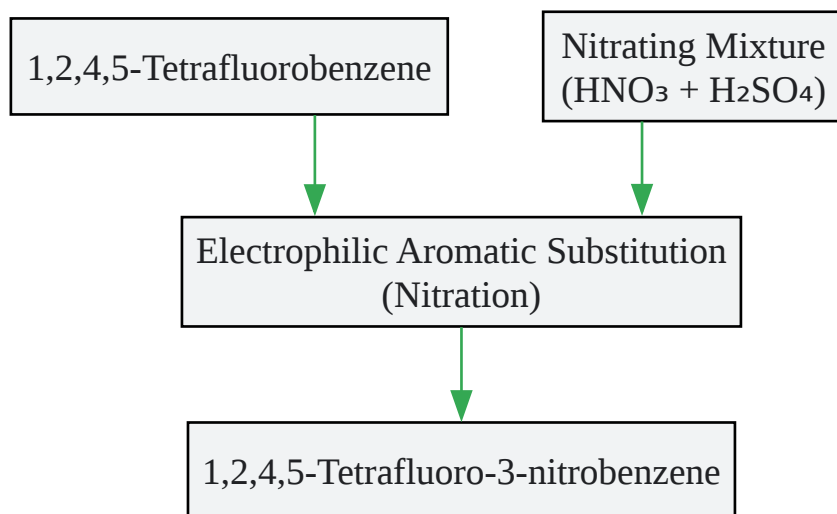 1,2,4,5-Tetrafluorobenzene
Nitrating Mixture
(HNO₃ + H₂SO₄)
Electrophilic Aromatic Substitution
(Nitration)
1,2,4,5-Tetrafluoro-3-nitrobenzene